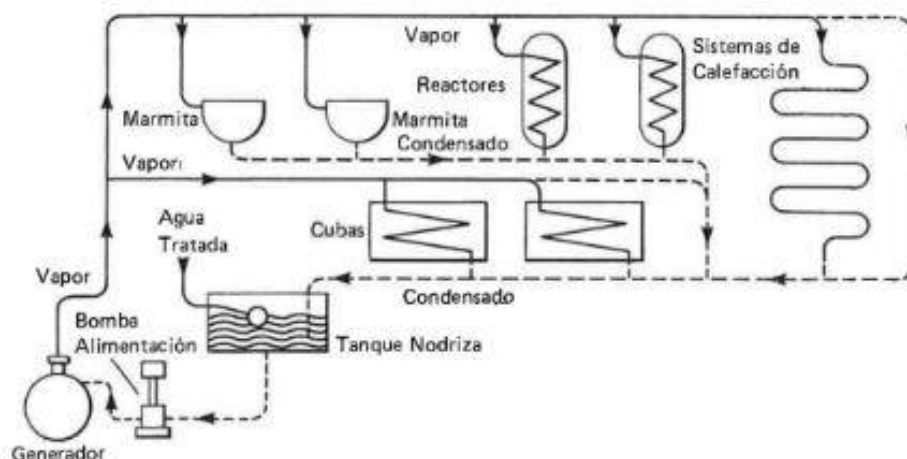 Vapor
Sistemas de
Calefacción
Reactores
Marmita
Marmita
Condensado
Vapor
Agua
Tratada
Cubas
Vapor
Condensado
Bomba
Alimentación
Tanque Nodriza
Generador